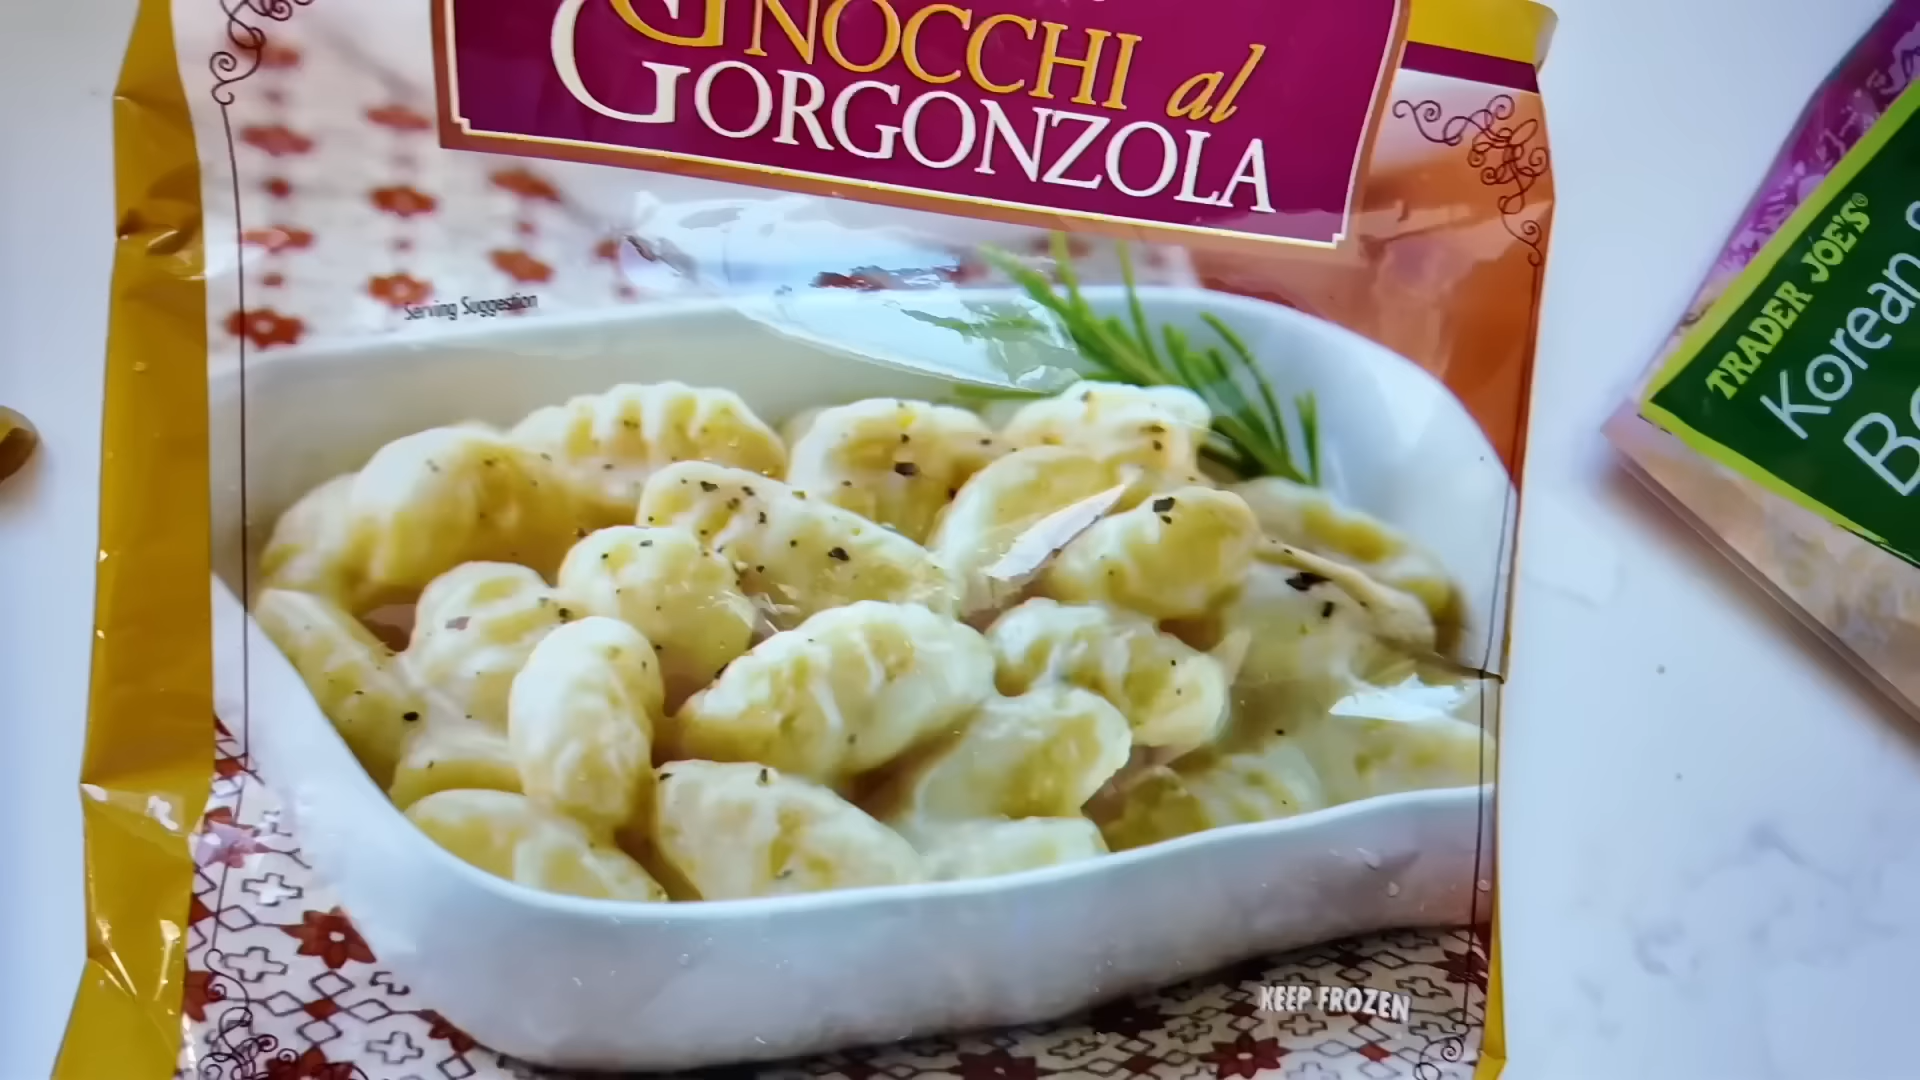 GNOCCHI al
GORGONZOLA
Serving Suggestion
KEEP FROZEN
TRADER JOE'S®
Korean